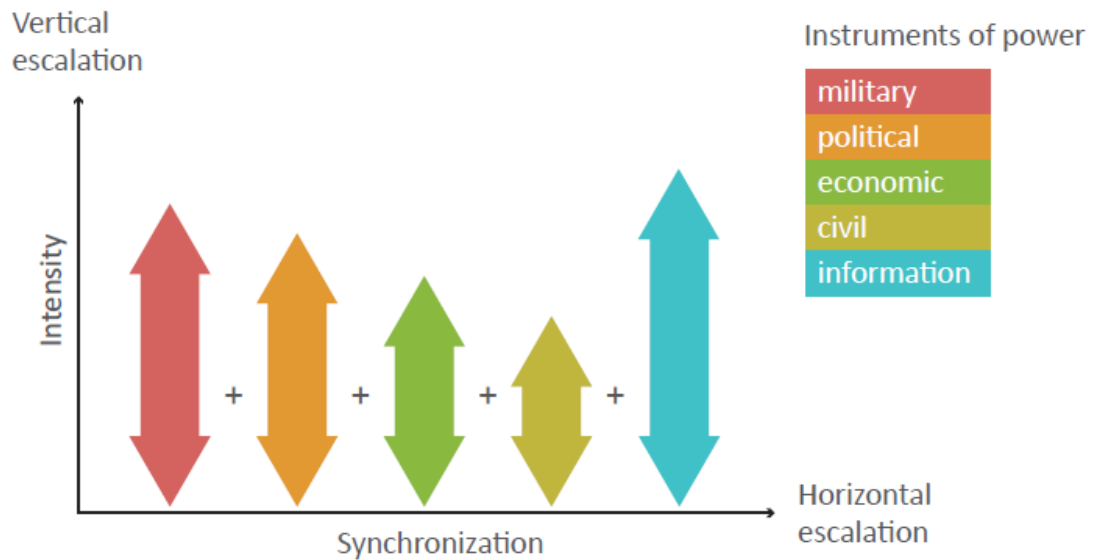 Vertical
escalation
Instruments of power
military
political
economic
civil
information
Intensity
+ + + +
Horizontal
escalation
Synchronization